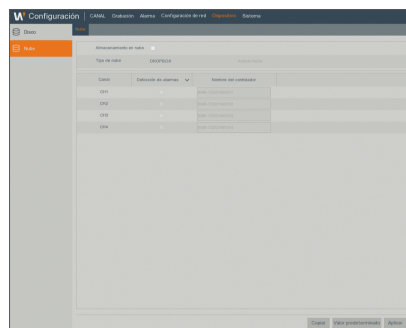 Configuración CANAL Grabación Alarma Configuración de red Dispositivo Sistema
Disco
Nube
Nube
Almacenamiento en nube
Tipo de nube
Canal Detección de alarmas Nombre del controlador
CH1
CH2
CH3
CH4
Copiar Valor predeterminado Aplicar